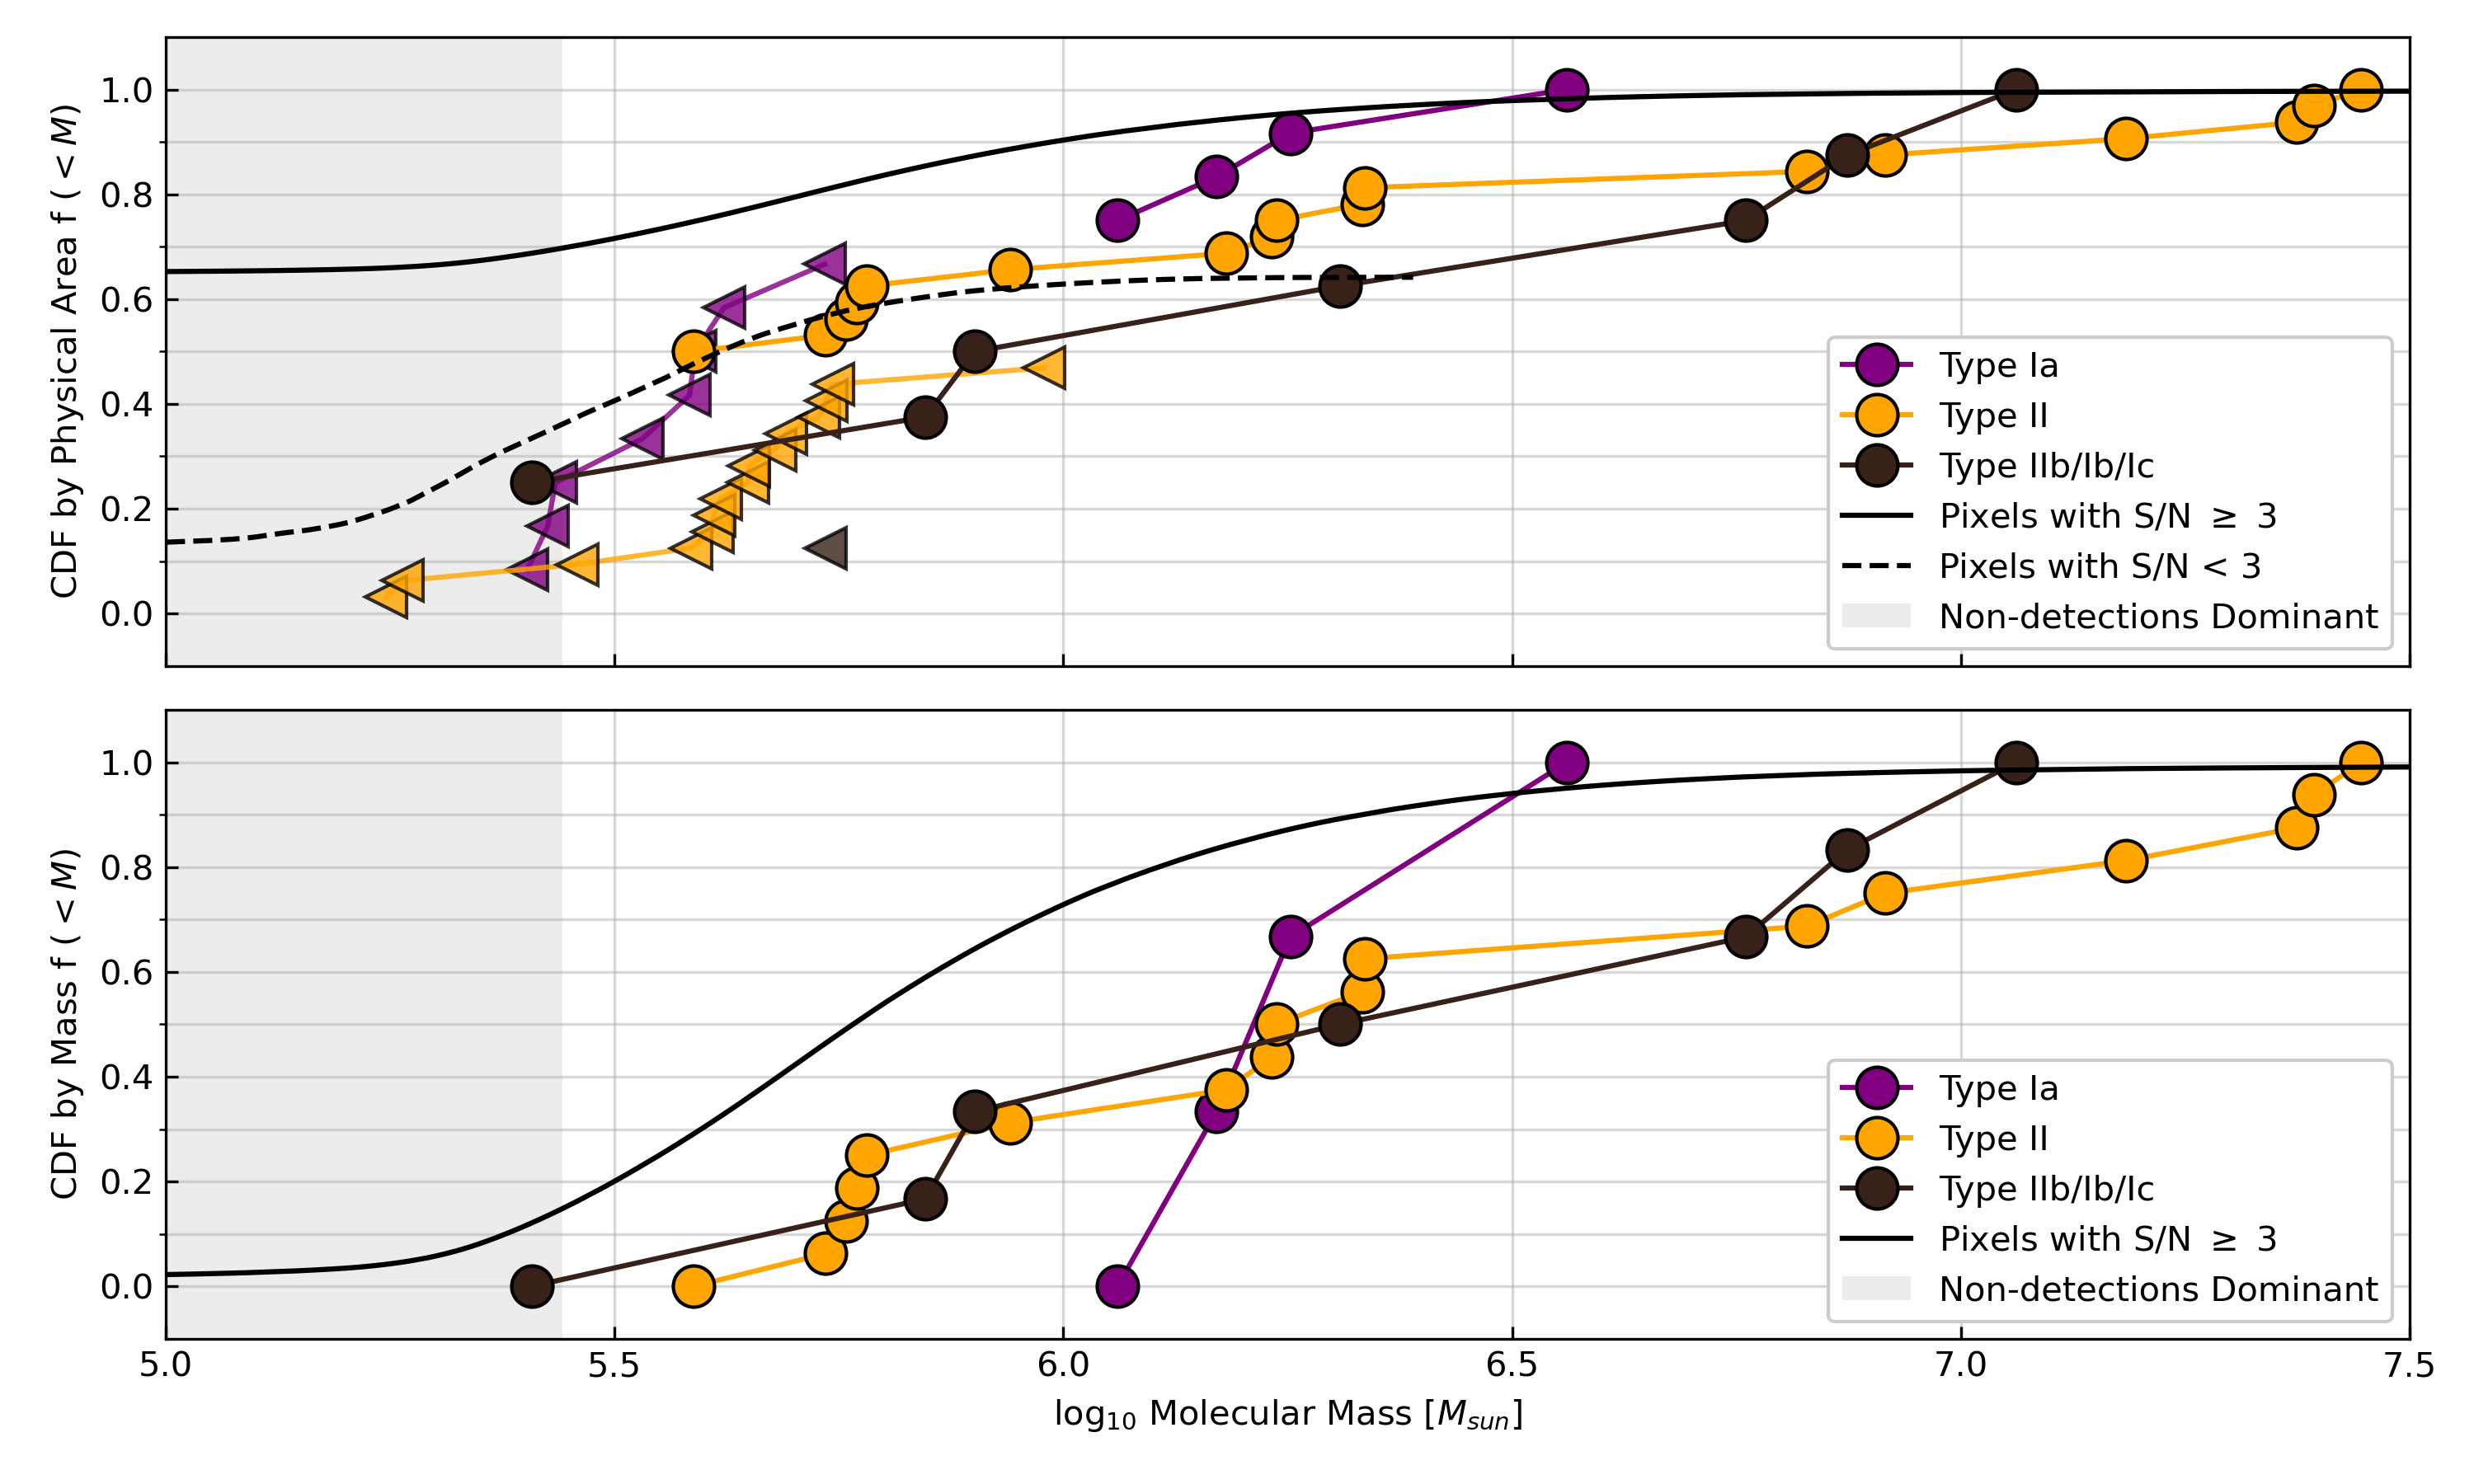 CDF by Physical Area f ( < M)
1.0
0.8
0.6
0.4
0.2
0.0
Type Ia
Type II
Type IIb/Ib/Ic
Pixels with S/N ≥ 3
Pixels with S/N < 3
Non-detections Dominant
CDF by Mass f ( < M)
1.0
0.8
0.6
0.4
0.2
0.0
Type Ia
Type II
Type IIb/Ib/Ic
Pixels with S/N ≥ 3
Non-detections Dominant
5.0 5.5 6.0 6.5 7.0 7.5
log₁₀ Molecular Mass [M_sun]